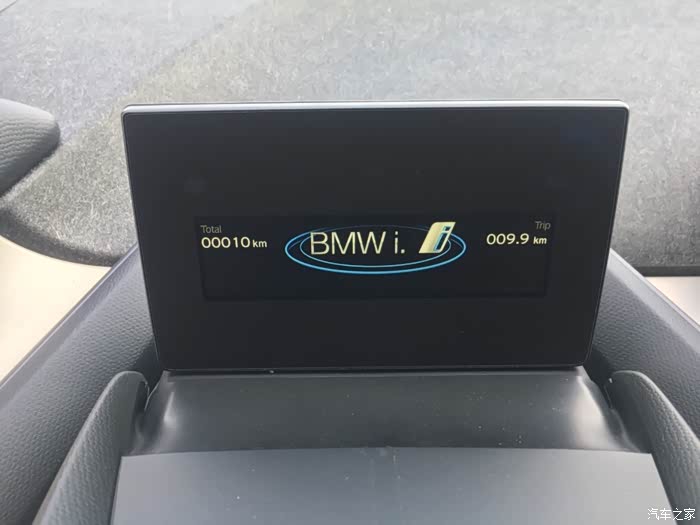 Total
Trip
00010 km
BMW i.
i
009.9 km
汽车之家